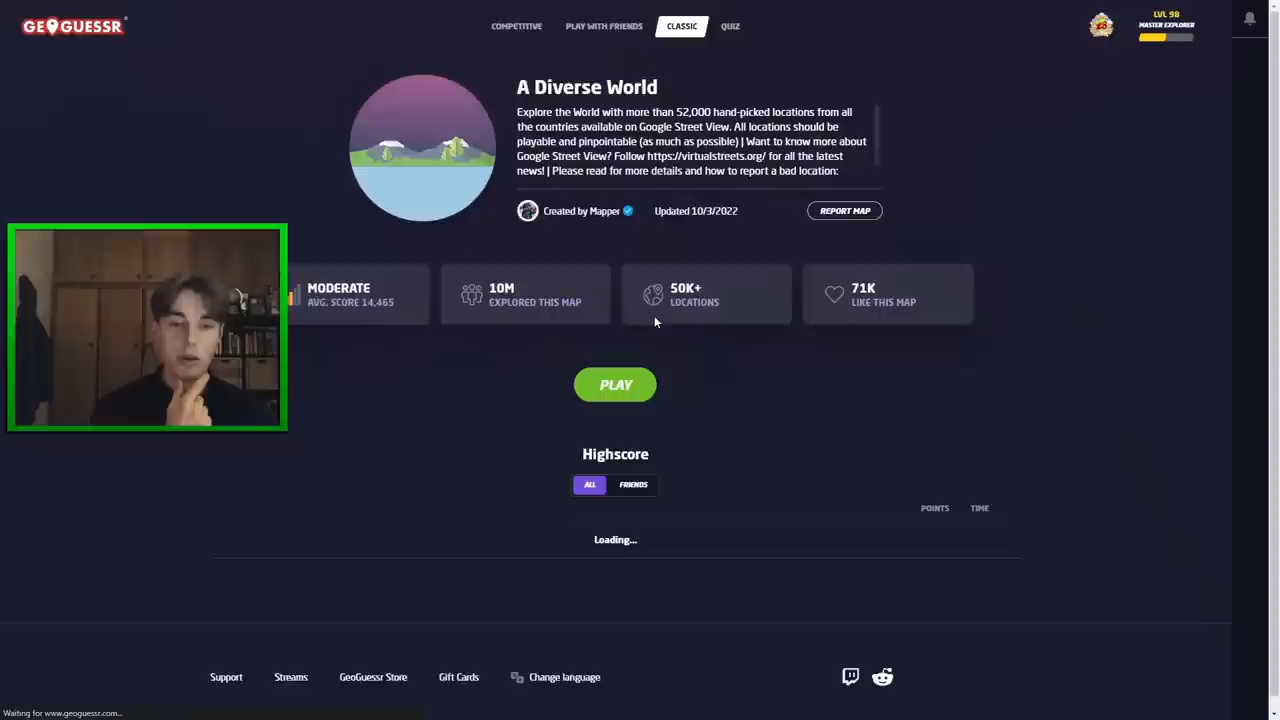 GEOGUESSR
COMPETITIVE
PLAY WITH FRIENDS
CLASSIC
QUIZ
LVL 98
MASTER EXPLORER
A Diverse World
Explore the World with more than 52,000 hand-picked locations from all
the countries available on Google Street View. All locations should be
playable and pinpointable (as much as possible) | Want to know more about
Google Street View? Follow https://virtualstreets.org/ for all the latest
news! | Please read for more details and how to report a bad location:
Created by Mapper
Updated 10/3/2022
REPORT MAP
MODERATE
AVG. SCORE 14,465
10M
EXPLORED THIS MAP
50K+
LOCATIONS
71K
LIKE THIS MAP
PLAY
Highscore
ALL
FRIENDS
POINTS
TIME
Loading...
Support
Streams
GeoGuessr Store
Gift Cards
Change language
Waiting for www.geoguessr.com...